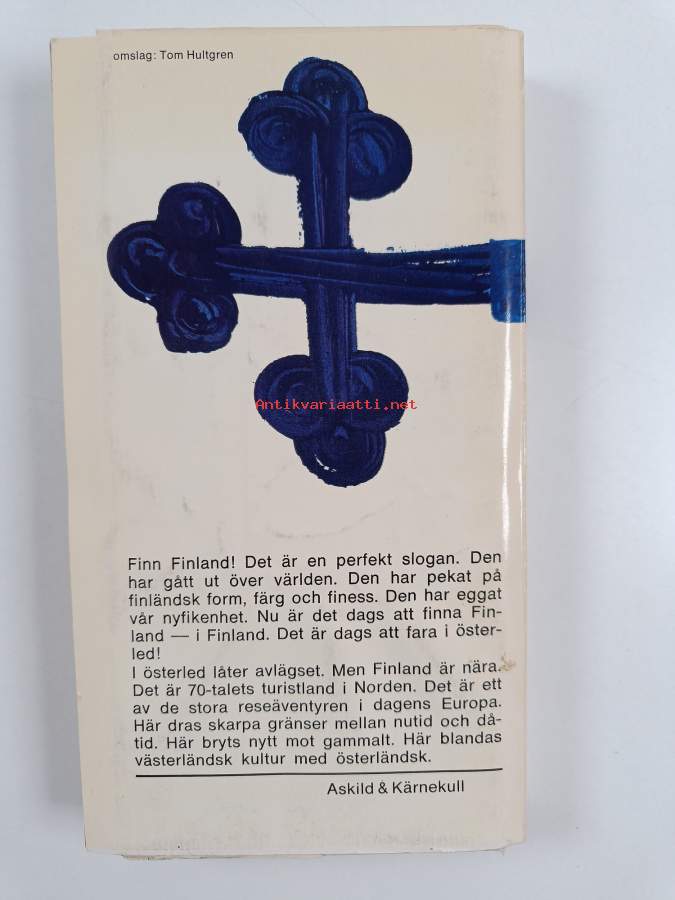 omslag: Tom Hultgren
Antikvariaatti.net
Finn Finland! Det är en perfekt slogan. Den
har gått ut över världen. Den har pekat på
finländsk form, färg och finess. Den har eggat
vår nyfikenhet. Nu är det dags att finna Fin-
land — i Finland. Det är dags att fara i öster-
led!
I österled låter avlägset. Men Finland är nära.
Det är 70-talets turistland i Norden. Det är ett
av de stora reseäventyren i dagens Europa.
Här dras skarpa gränser mellan nutid och då-
tid. Här bryts nytt mot gammalt. Här blandas
västerländsk kultur med österländsk.
Askild & Kärnekull